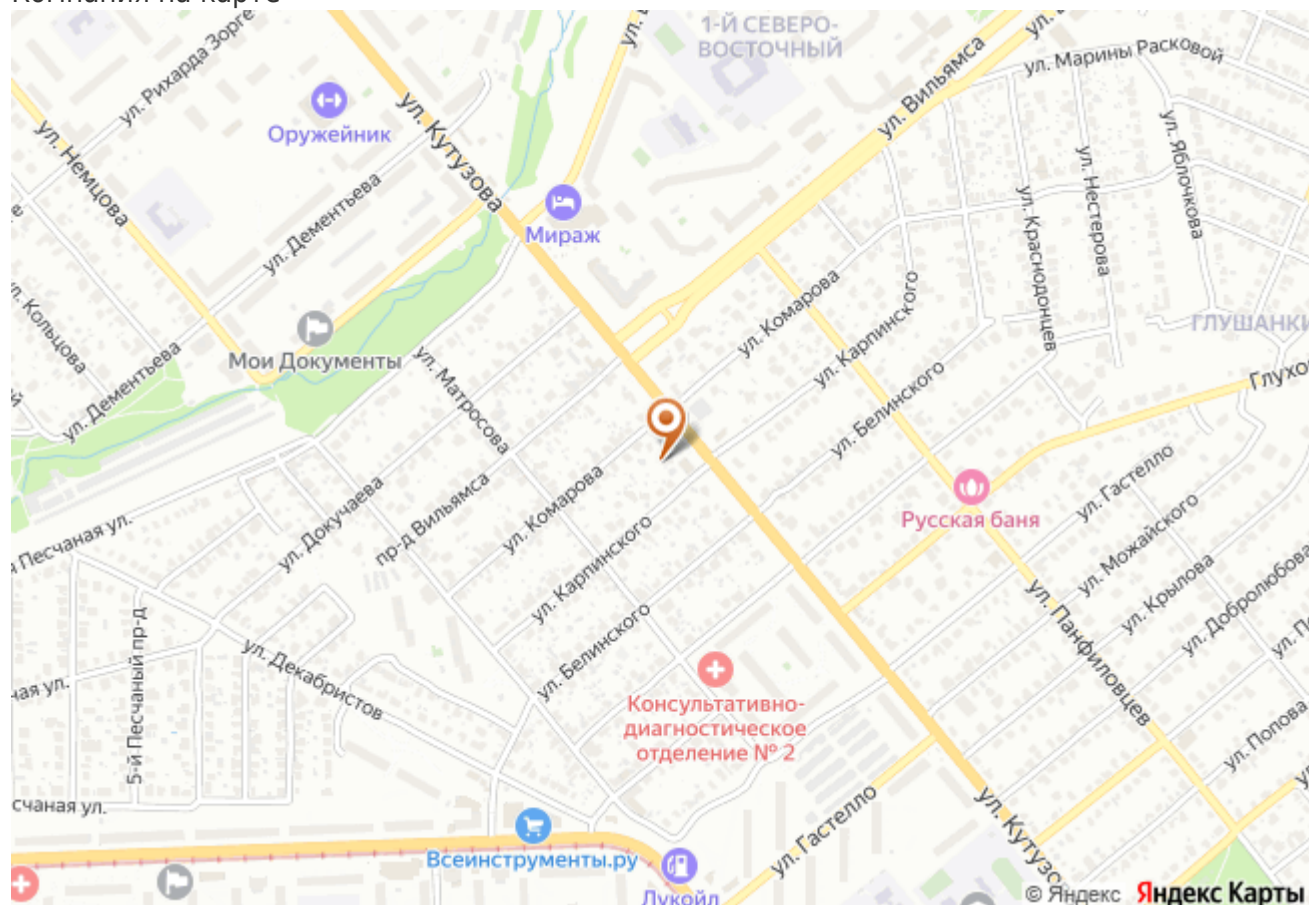 Компания на карте
1-Й СЕВЕРО-
ВОСТОЧНЫЙ
ул. Рихарда Зорге
ул. Вильямса
ул. Марины Расковой
Оружейник
ул. Кутузова
ул. Немцова
ул. Яблочкова
ул. Нестерова
ул. Краснодонцев
ул. Дементьева
Мираж
ул. Кольцова
ул. Комарова
ул. Карпинского
ГЛУШАНКИ
Мои Документы
ул. Дементьева
ул. Матросова
ул. Белинского
ул. Докучаева
пр-д Вильямса
ул. Комарова
Русская баня
ул. Гастелло
ул. Можайского
Песчаная ул.
ул. Карпинского
ул. Крылова
ул. Добролюбова
5-й Песчаный пр-д
ул. Декабристов
ул. Белинского
ул. Панфиловцев
Консультативно-
диагностическое
отделение № 2
ул. Попова
ул. Гастелло
ул. Кутузо
Всеинструменты.ру
Лукойл
© Яндекс Яндекс Карты